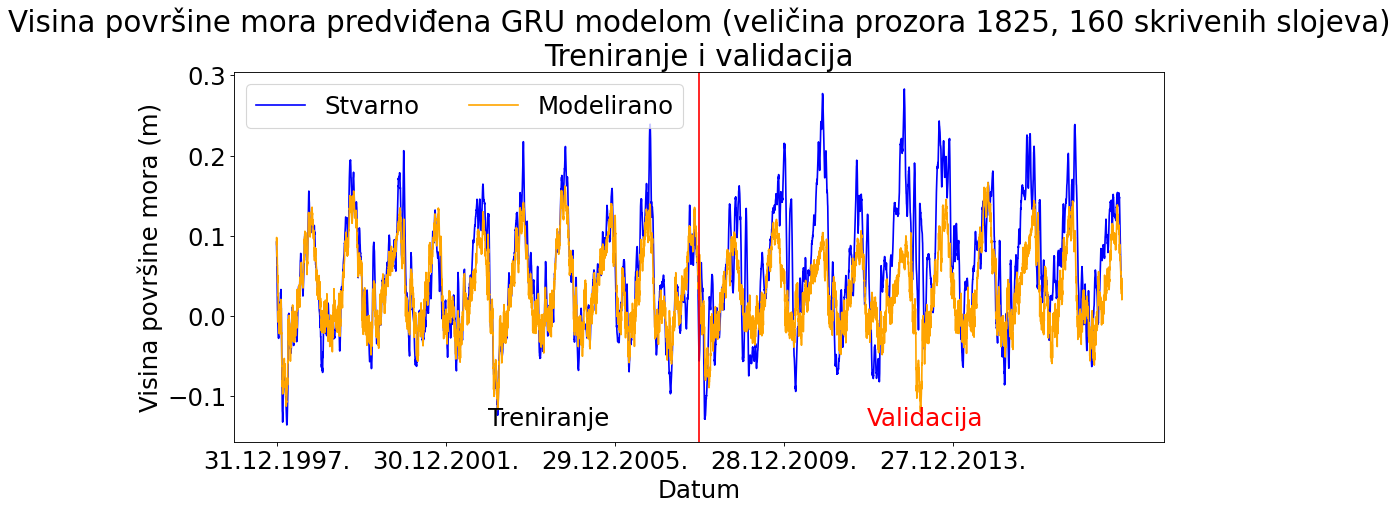 Visina površine mora predviđena GRU modelom (veličina prozora 1825, 160 skrivenih slojeva)
Treniranje i validacija
Stvarno
Modelirano
Visina površine mora (m)
0.3
0.2
0.1
0.0
−0.1
Treniranje
Validacija
31.12.1997.
30.12.2001.
29.12.2005.
28.12.2009.
27.12.2013.
Datum